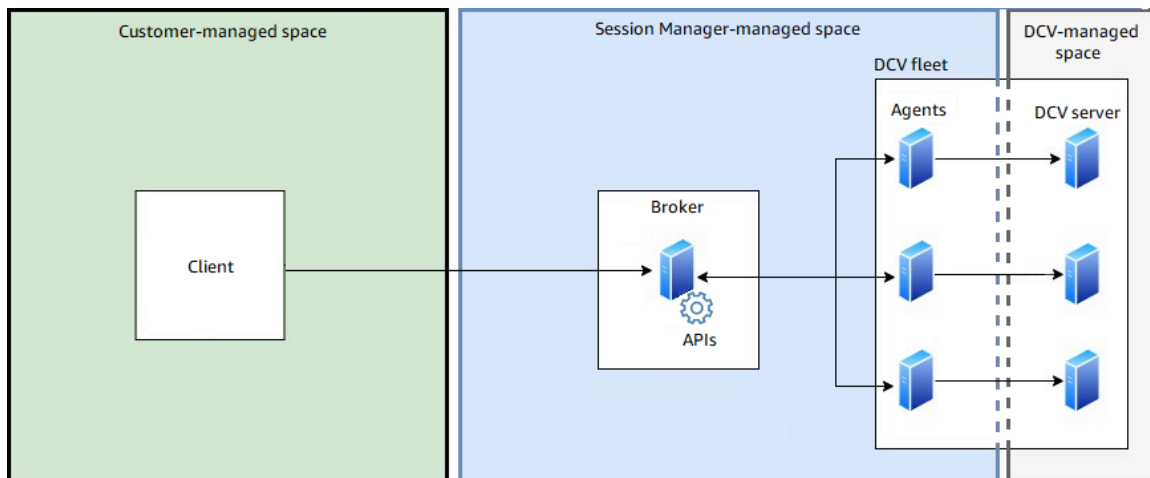 Customer-managed space
Session Manager-managed space
DCV-managed
space
DCV fleet
Agents
DCV server
Broker
Client
APIs